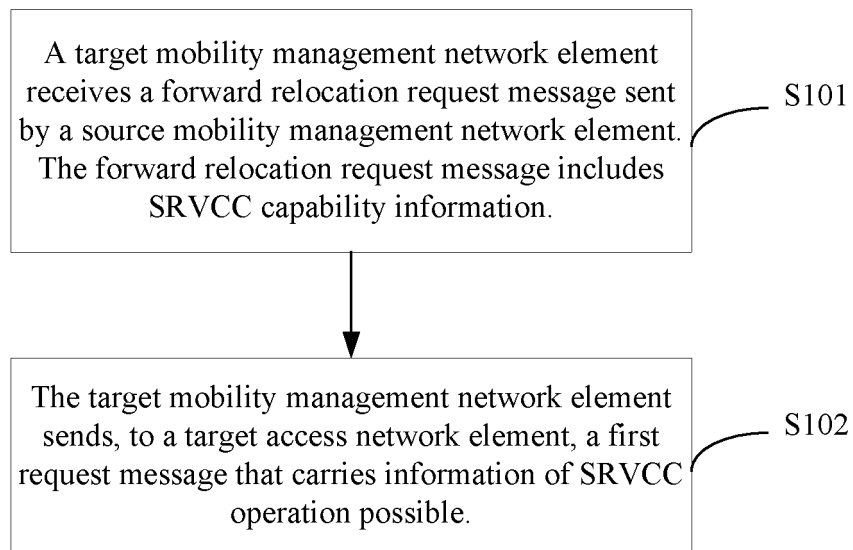 A target mobility management network element
receives a forward relocation request message sent
by a source mobility management network element.
The forward relocation request message includes
SRVCC capability information.
S101
The target mobility management network element
sends, to a target access network element, a first
request message that carries information of SRVCC
operation possible.
S102